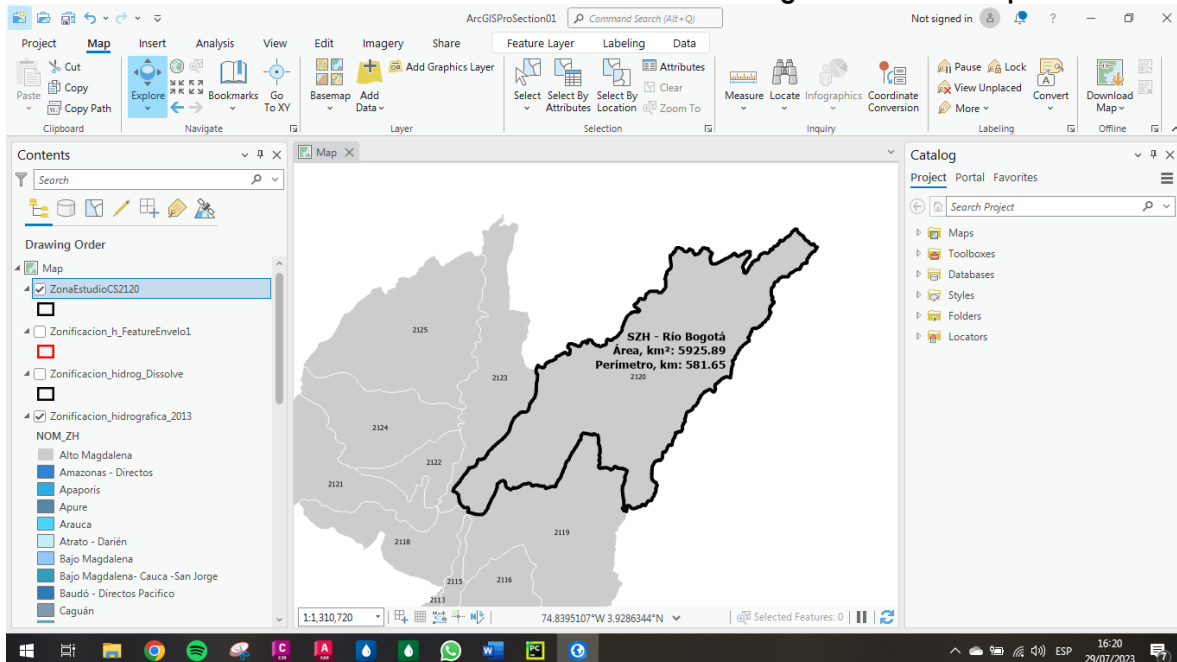 ArcGISProSection01
Command Search (Alt+Q)
Not signed in
?
Project Map Insert Analysis View Edit Imagery Share Feature Layer Labeling Data
Cut
Copy
Copy Path
Paste
Clipboard
Explore
Bookmarks
Go To XY
Navigate
Basemap
Add Data
Add Graphics Layer
Layer
Select
Select By Attributes
Select By Location
Attributes
Clear
Zoom To
Selection
Measure
Locate
Infographics
Coordinate Conversion
Inquiry
Pause
Lock
View Unplaced
More
Convert
Labeling
Download Map
Offline
Contents
Search
Drawing Order
Map
ZonaEstudioCS2120
Zonificacion_h_FeatureEnvelo1
Zonificacion_hidrog_Dissolve
Zonificacion_hidrografica_2013
NOM_ZH
Alto Magdalena
Amazonas - Directos
Apaporis
Apure
Arauca
Atrato - Darién
Bajo Magdalena
Bajo Magdalena- Cauca -San Jorge
Baudó - Directos Pacifico
Caguán
Map
2125
SZH - Río Bogotá
Área, km²: 5925.89
Perímetro, km: 581.65
2120
2123
2124
2122
2121
2119
2118
2115
2116
2113
1:1,310,720
74.8395107°W 3.9286344°N
Selected Features: 0
Catalog
Project Portal Favorites
Search Project
Maps
Toolboxes
Databases
Styles
Folders
Locators
ESP
16:20
29/07/2023